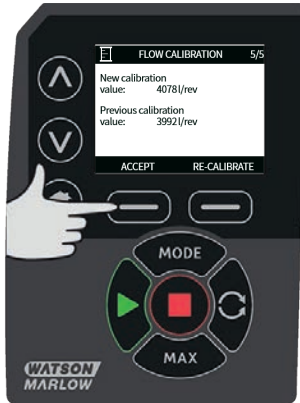 FLOW CALIBRATION 5/5
New calibration
value: 4078l/rev
Previous calibration
value: 3992l/rev
ACCEPT RE-CALIBRATE
MODE
MAX
WATSON
MARLOW